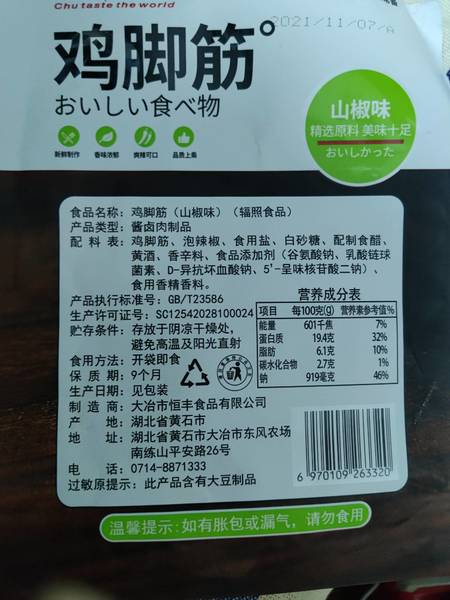 Chu taste the world
2021/11/07/A
鸡脚筋
おいしい食べ物
山椒味
精选原料 美味十足
おいしかった
新鲜制作 香味浓郁 爽辣可口 品质上乘
食品名称: 鸡脚筋（山椒味）（辐照食品）
产品类型: 酱卤肉制品
配 料 表: 鸡脚筋、泡辣椒、食用盐、白砂糖、配制食醋、
黄酒、香辛料、食品添加剂（谷氨酸钠、乳酸链球
菌素、D-异抗坏血酸钠、5'-呈味核苷酸二钠）、
食用香精香料。
产品执行标准号: GB/T23586
生产许可证号: SC12542028100024
贮存条件: 存放于阴凉干燥处，
避免高温及阳光直射
食用方法: 开袋即食
保 质 期: 9个月
生产日期: 见包装
制 造 商: 大冶市恒丰食品有限公司
产 地: 湖北省黄石市
地 址: 湖北省黄石市大冶市东风农场
南练山平安路26号
电 话: 0714-8871333
过敏原提示: 此产品含有大豆制品
营养成分表
项目 每100克(g) 营养素参考值%
能量 601千焦 7%
蛋白质 19.4克 32%
脂肪 6.1克 10%
碳水化合物 2.7克 1%
钠 919毫克 46%
6 970109 263320
温馨提示: 如有胀包或漏气，请勿食用